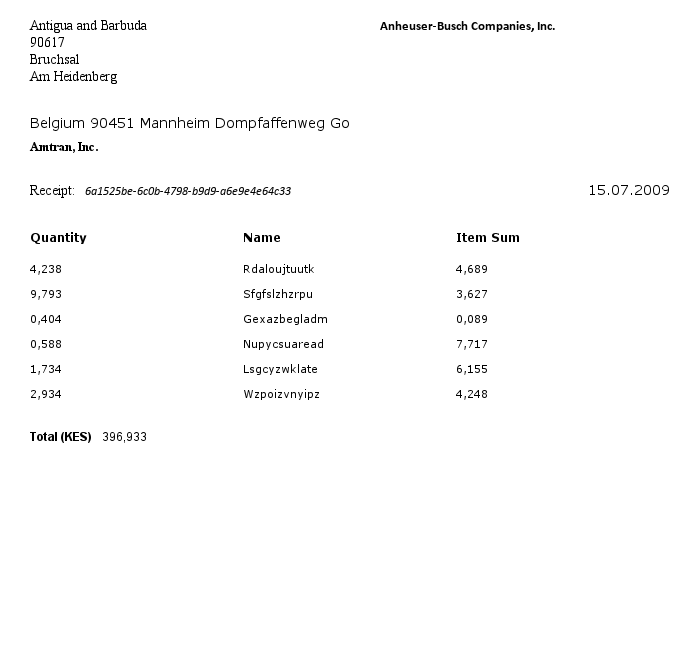 Antigua and Barbuda
Anheuser-Busch Companies, Inc.
90617
Bruchsal
Am Heidenberg
Belgium 90451 Mannheim Dompfaffenweg Go
Amtran, Inc.
Receipt: 6a1525be-6c0b-4798-b9d9-a6e9e4e64c33 15.07.2009
Quantity Name Item Sum
4,238 Rdaloujtuutk 4,689
9,793 Sfgfslzhzrpu 3,627
0,404 Gexazbegladm 0,089
0,588 Nupycsuaread 7,717
1,734 Lsgcyzwklate 6,155
2,934 Wzpoizvnyipz 4,248
Total (KES) 396,933